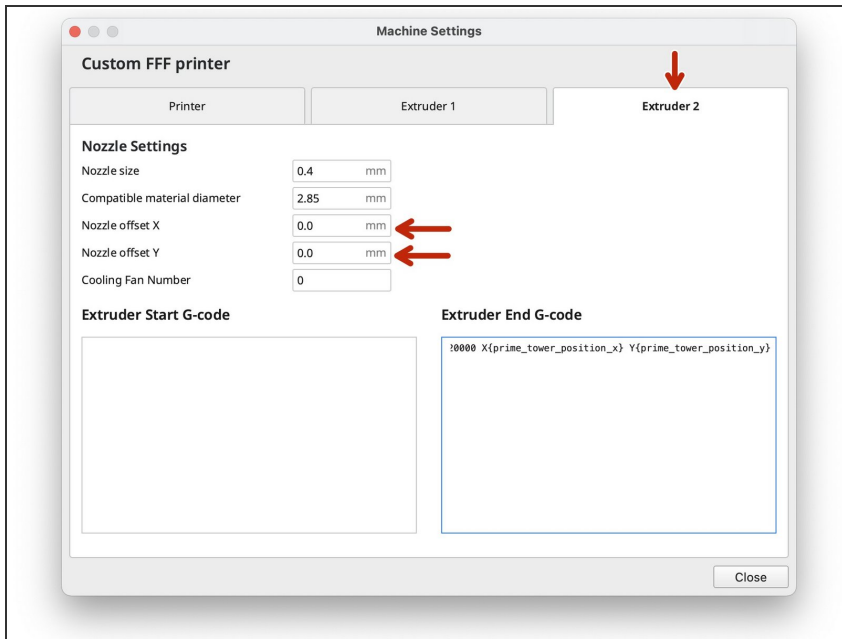 Machine Settings
Custom FFF printer
Printer
Extruder 1
Extruder 2
Nozzle Settings
Nozzle size 0.4 mm
Compatible material diameter 2.85 mm
Nozzle offset X 0.0 mm
Nozzle offset Y 0.0 mm
Cooling Fan Number 0
Extruder Start G-code
Extruder End G-code
0000 X{prime_tower_position_x} Y{prime_tower_position_y}
Close